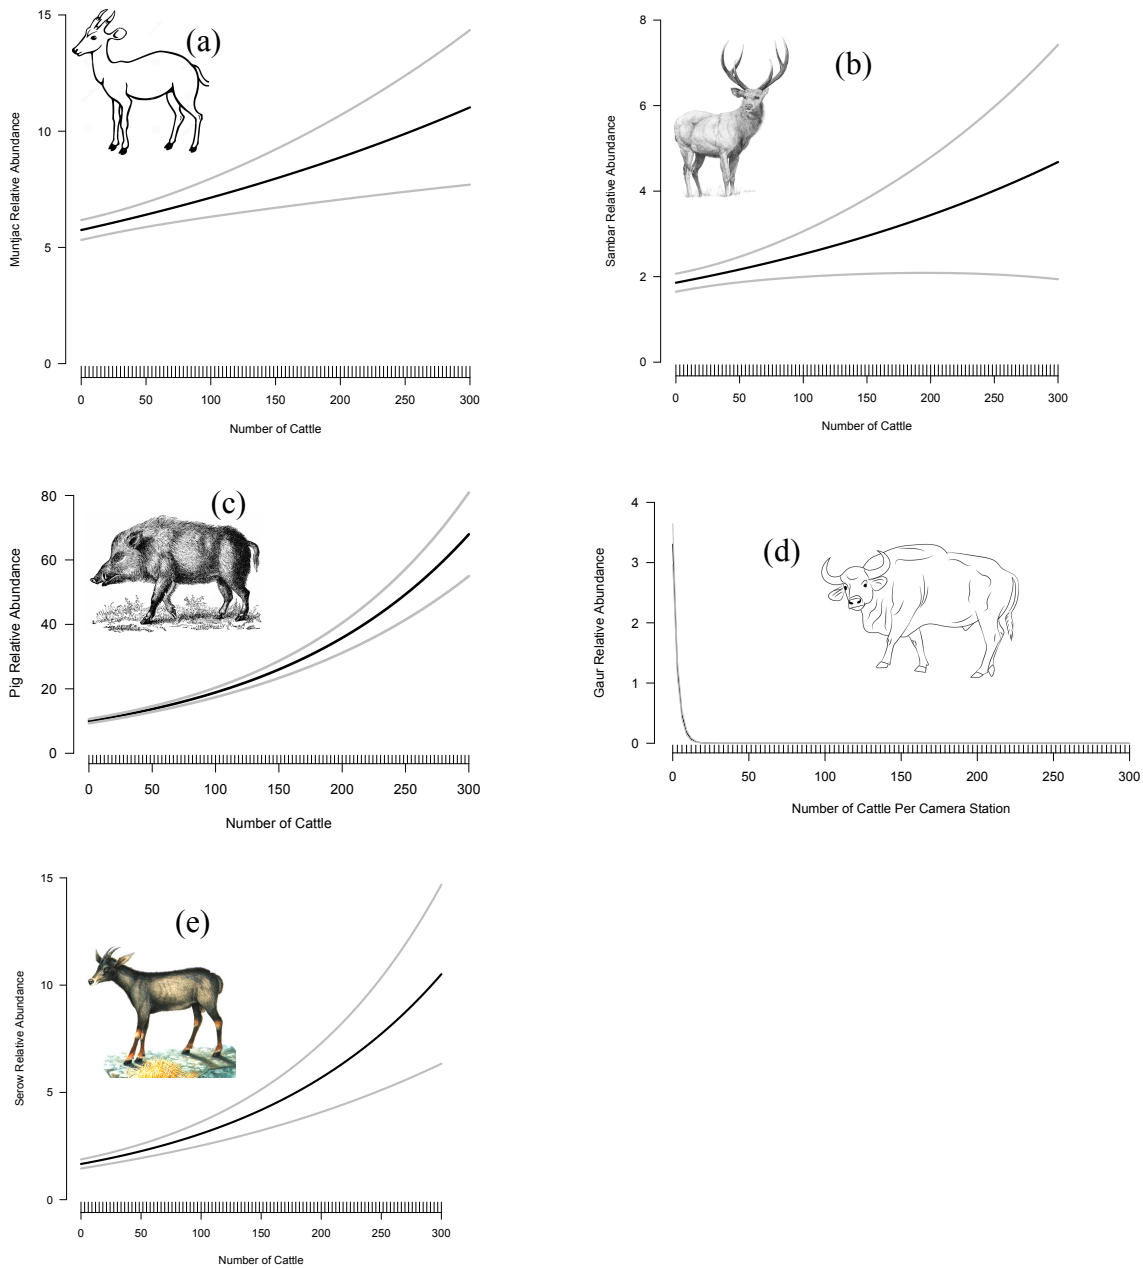 (a)
Muntjac Relative Abundance
15
10
5
0
0 50 100 150 200 250 300
Number of Cattle
(b)
Sambar Relative Abundance
8
6
4
2
0
0 50 100 150 200 250 300
Number of Cattle
(c)
Pig Relative Abundance
80
60
40
20
0
0 50 100 150 200 250 300
Number of Cattle
(d)
Gaur Relative Abundance
4
3
2
1
0
0 50 100 150 200 250 300
Number of Cattle Per Camera Station
(e)
Serow Relative Abundance
15
10
5
0
0 50 100 150 200 250 300
Number of Cattle